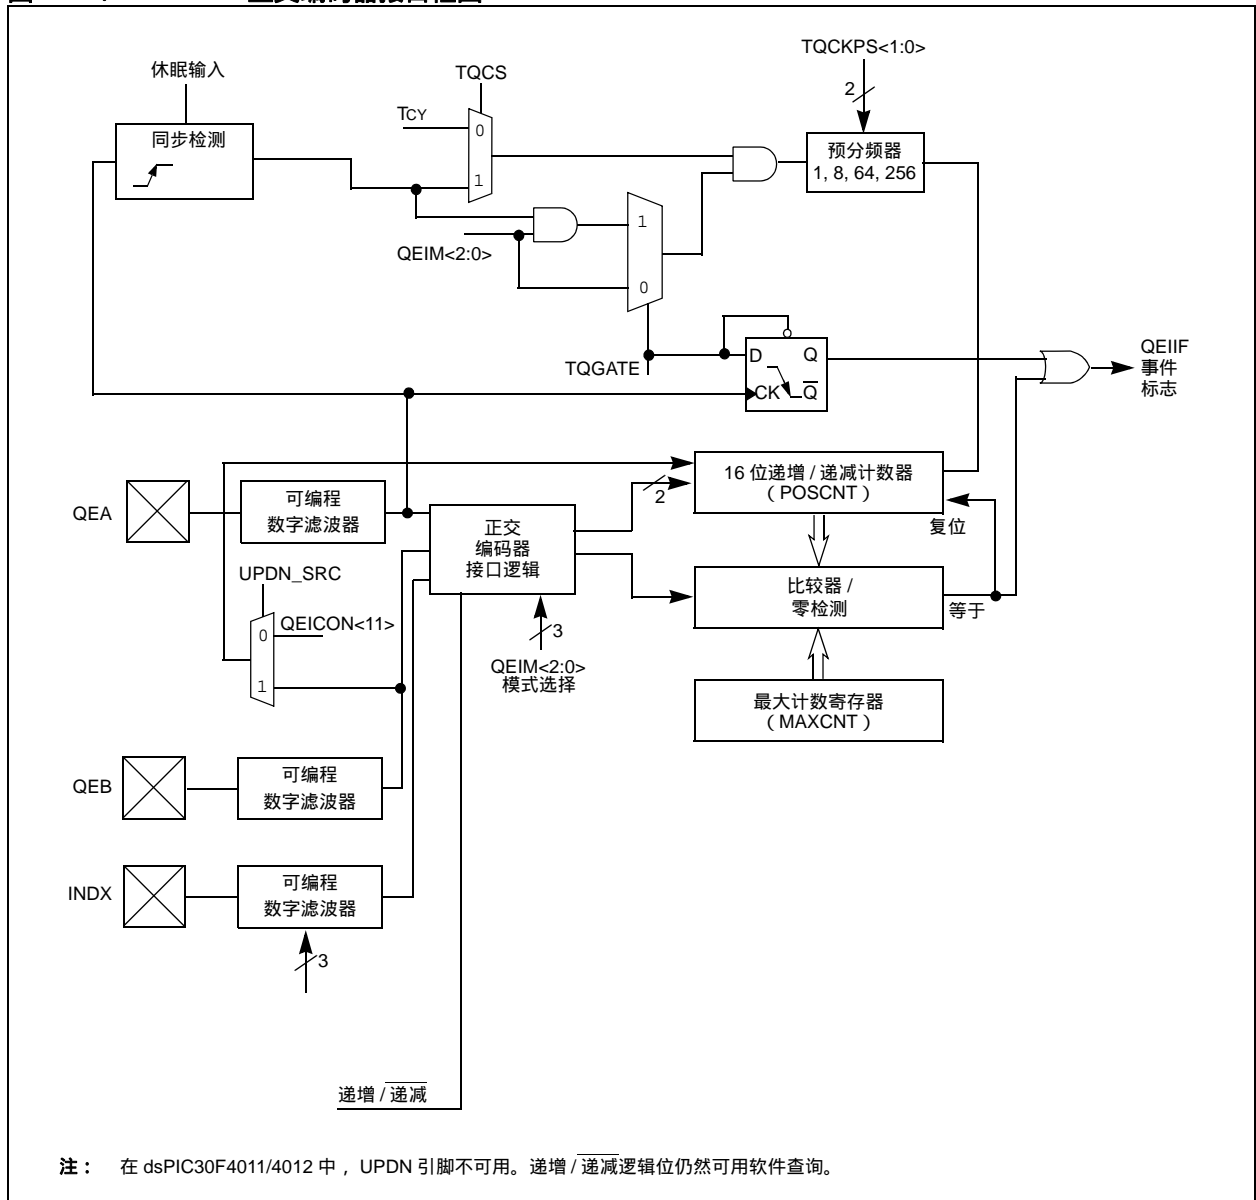 TQCKPS<1:0>
休眠输入
TQCS
2
TCY
同步检测
0
预分频器
1, 8, 64, 256
1
1
QEIM<2:0>
0
D Q
TQGATE
CK Q
QEIIF
事件
标志
16 位递增 / 递减计数器
（POSCNT）
2
QEA
可编程
数字滤波器
正交
编码器
接口逻辑
复位
UPDN_SRC
比较器 /
零检测
等于
0
QEICON<11>
3
QEIM<2:0>
模式选择
1
最大计数寄存器
（MAXCNT）
QEB
可编程
数字滤波器
INDX
可编程
数字滤波器
3
递增 / 递减
注： 在 dsPIC30F4011/4012 中， UPDN 引脚不可用。递增 / 递减逻辑位仍然可用软件查询。